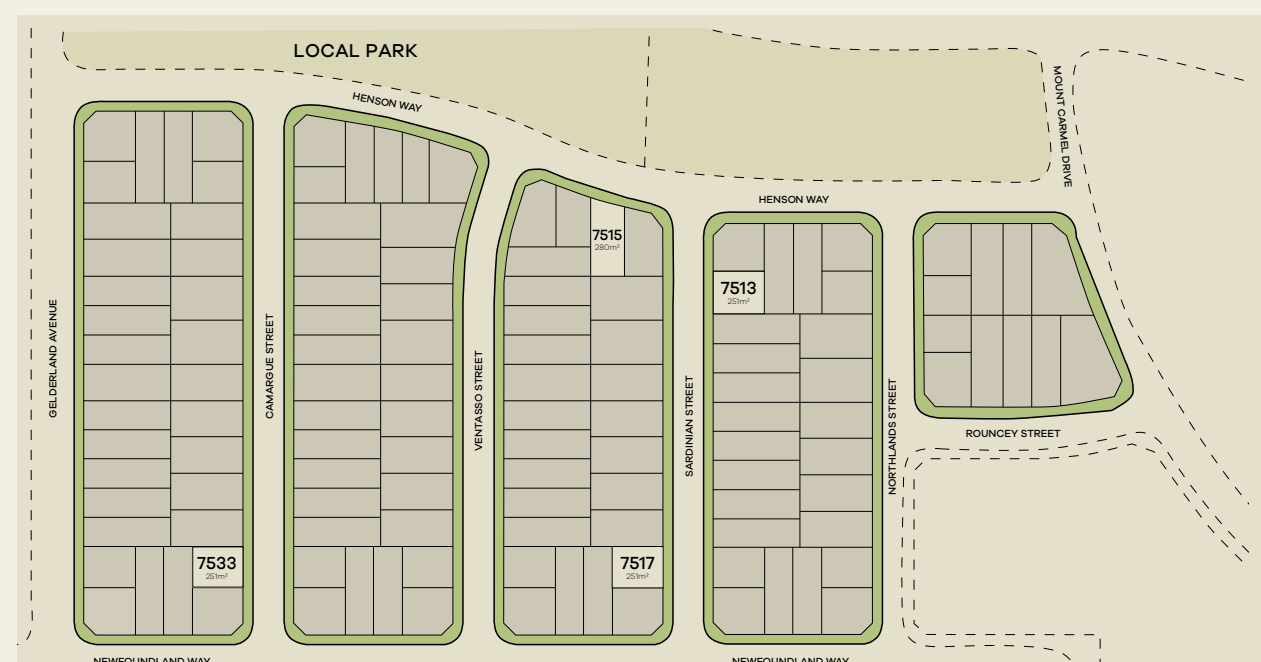 LOCAL PARK
HENSON WAY
MOUNT CARMEL DRIVE
HENSON WAY
7515
280m²
7513
251m²
GELDERLAND AVENUE
CAMARGUE STREET
VENTASSO STREET
SARDINIAN STREET
NORTHLANDS STREET
ROUNCEY STREET
7533
251m²
7517
251m²
NEWFOUNDLAND WAY
NEWFOUNDLAND WAY